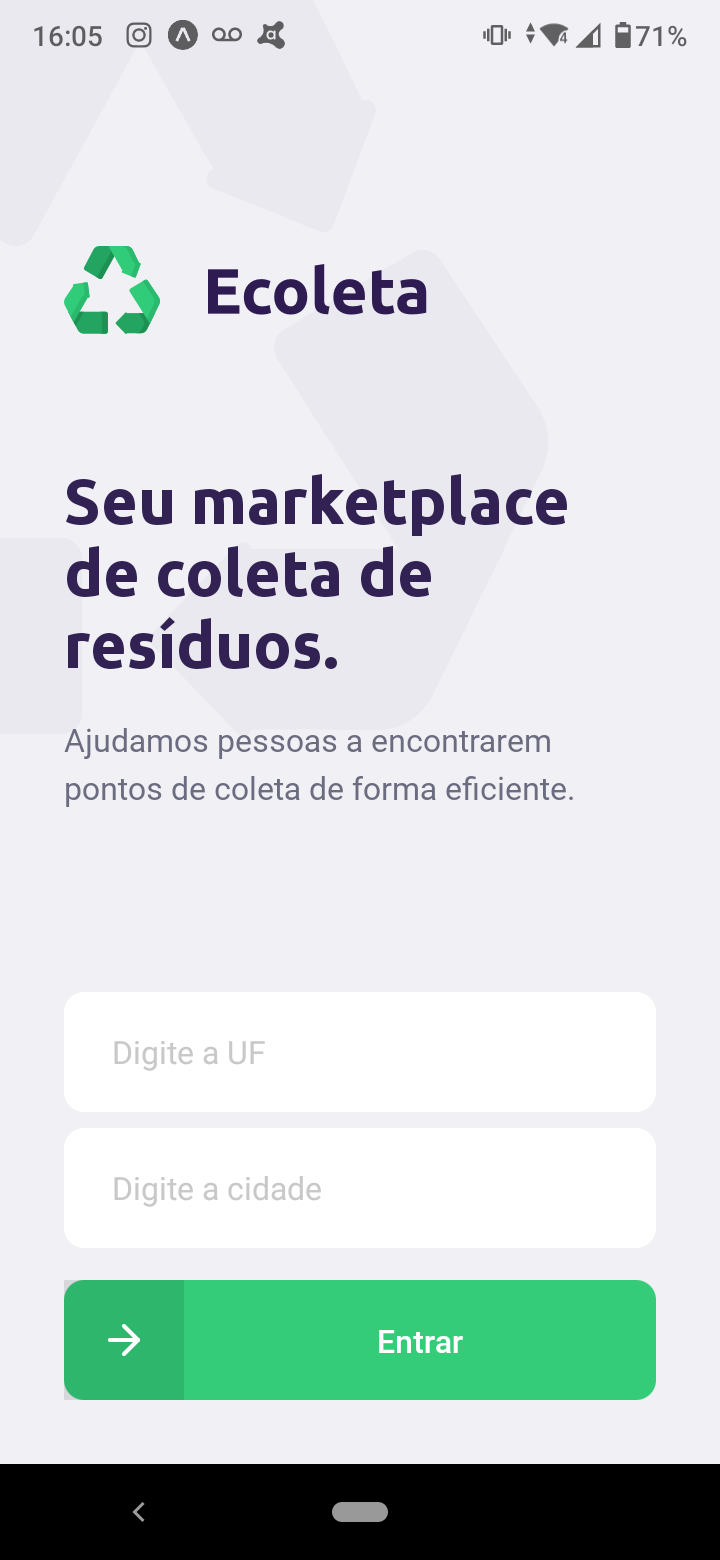 16:05
4
71%
Ecoleta
Seu marketplace
de coleta de
resíduos.
Ajudamos pessoas a encontrarem
pontos de coleta de forma eficiente.
Digite a UF
Digite a cidade
Entrar